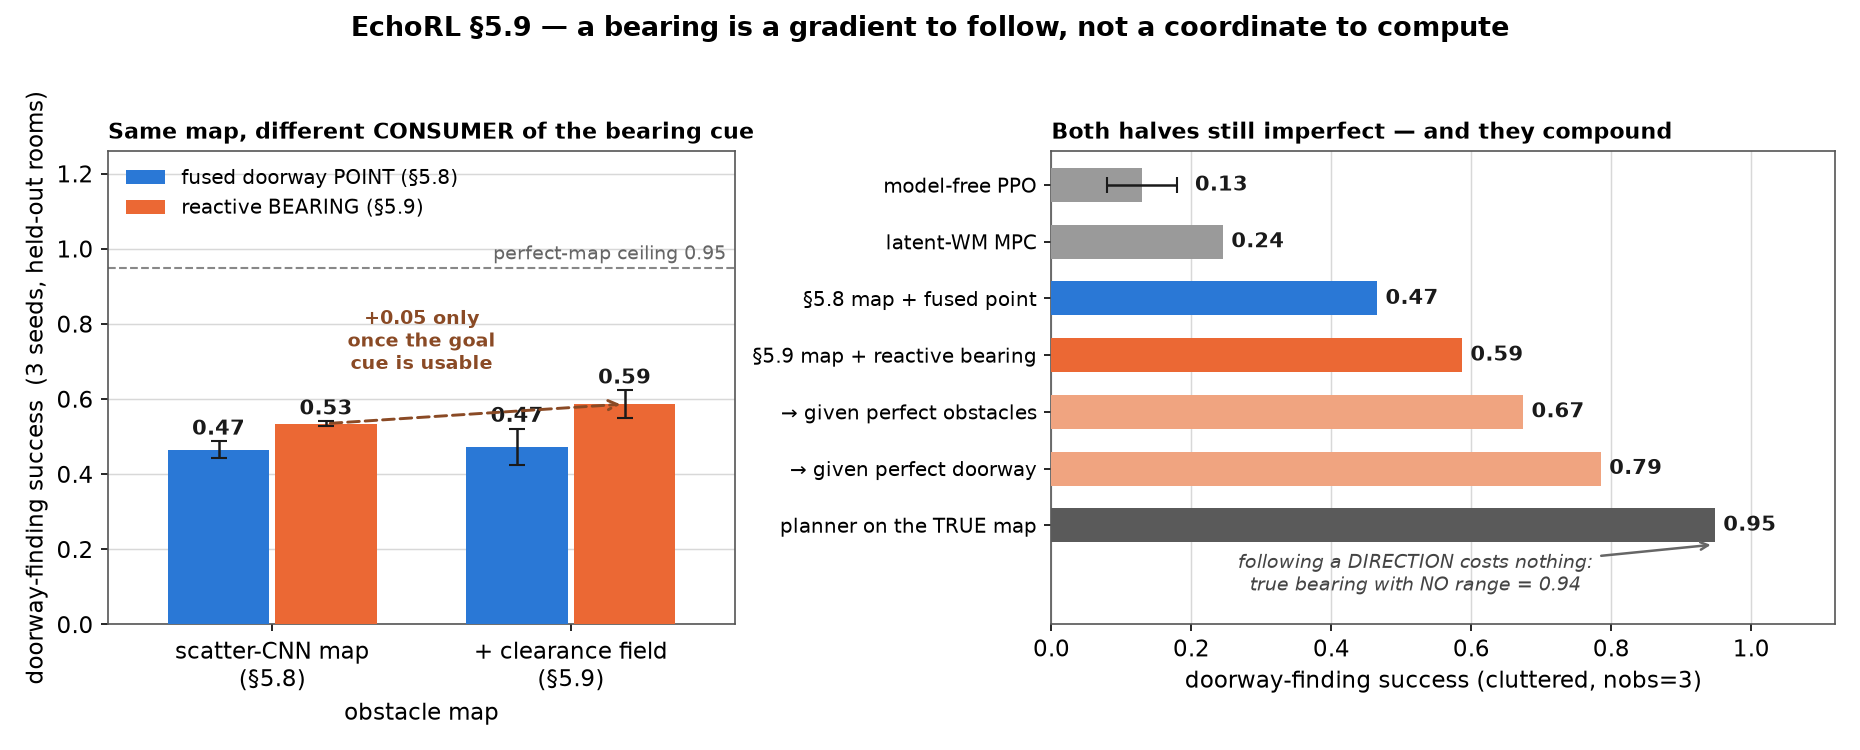 EchoRL §5.9 — a bearing is a gradient to follow, not a coordinate to compute
Same map, different CONSUMER of the bearing cue
doorway-finding success (3 seeds, held-out rooms)
1.2
1.0
0.8
0.6
0.4
0.2
0.0
fused doorway POINT (§5.8)
reactive BEARING (§5.9)
perfect-map ceiling 0.95
+0.05 only
once the goal
cue is usable
0.47
0.53
0.47
0.59
scatter-CNN map
(§5.8)
+ clearance field
(§5.9)
obstacle map
Both halves still imperfect — and they compound
model-free PPO
0.13
latent-WM MPC
0.24
§5.8 map + fused point
0.47
§5.9 map + reactive bearing
0.59
→ given perfect obstacles
0.67
→ given perfect doorway
0.79
planner on the TRUE map
0.95
following a DIRECTION costs nothing:
true bearing with NO range = 0.94
0.0
0.2
0.4
0.6
0.8
1.0
doorway-finding success (cluttered, nobs=3)